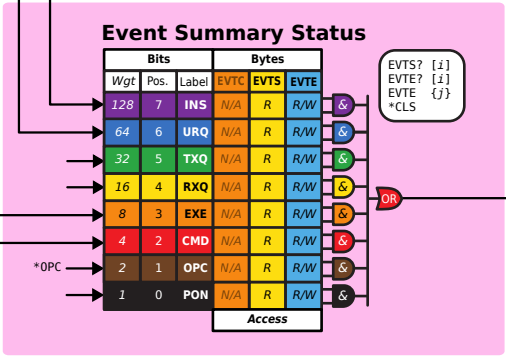 Event Summary Status
Bits Bytes
Wgt Pos. Label EVTC EVTS EVTE
128 7 INS N/A R R/W &
64 6 URQ N/A R R/W &
32 5 TXQ N/A R R/W &
16 4 RXQ N/A R R/W &
8 3 EXE N/A R R/W &
4 2 CMD N/A R R/W &
*OPC 2 1 OPC N/A R R/W &
1 0 PON N/A R R/W &
Access
OR
EVTS? [i]
EVTE? [i]
EVTE {j}
*CLS